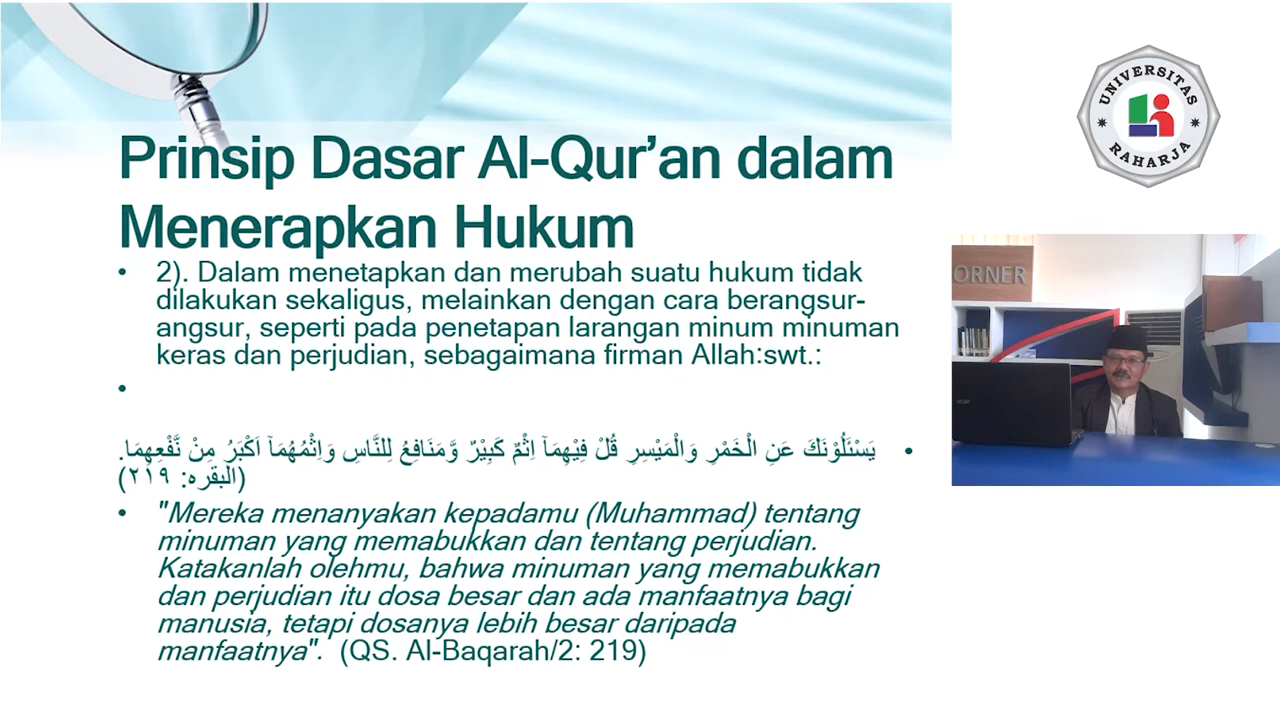 Prinsip Dasar Al-Qur’an dalam
Menerapkan Hukum
• 2). Dalam menetapkan dan merubah suatu hukum tidak
dilakukan sekaligus, melainkan dengan cara berangsur-
angsur, seperti pada penetapan larangan minum minuman
keras dan perjudian, sebagaimana firman Allah:swt.:
•
• يَسْئَلُوْنَكَ عَنِ الْخَمْرِ وَالْمَيْسِرِ قُلْ فِيْهِمَآ اِثْمٌ كَبِيْرٌ وَّمَنَافِعُ لِلنَّاسِ وَاِثْمُهُمَآ اَكْبَرُ مِنْ نَّفْعِهِمَا.
(البقره: ٢١٩)
• "Mereka menanyakan kepadamu (Muhammad) tentang
minuman yang memabukkan dan tentang perjudian.
Katakanlah olehmu, bahwa minuman yang memabukkan
dan perjudian itu dosa besar dan ada manfaatnya bagi
manusia, tetapi dosanya lebih besar daripada
manfaatnya". (QS. Al-Baqarah/2: 219)
UNIVERSITAS
RAHARJA
ORNER